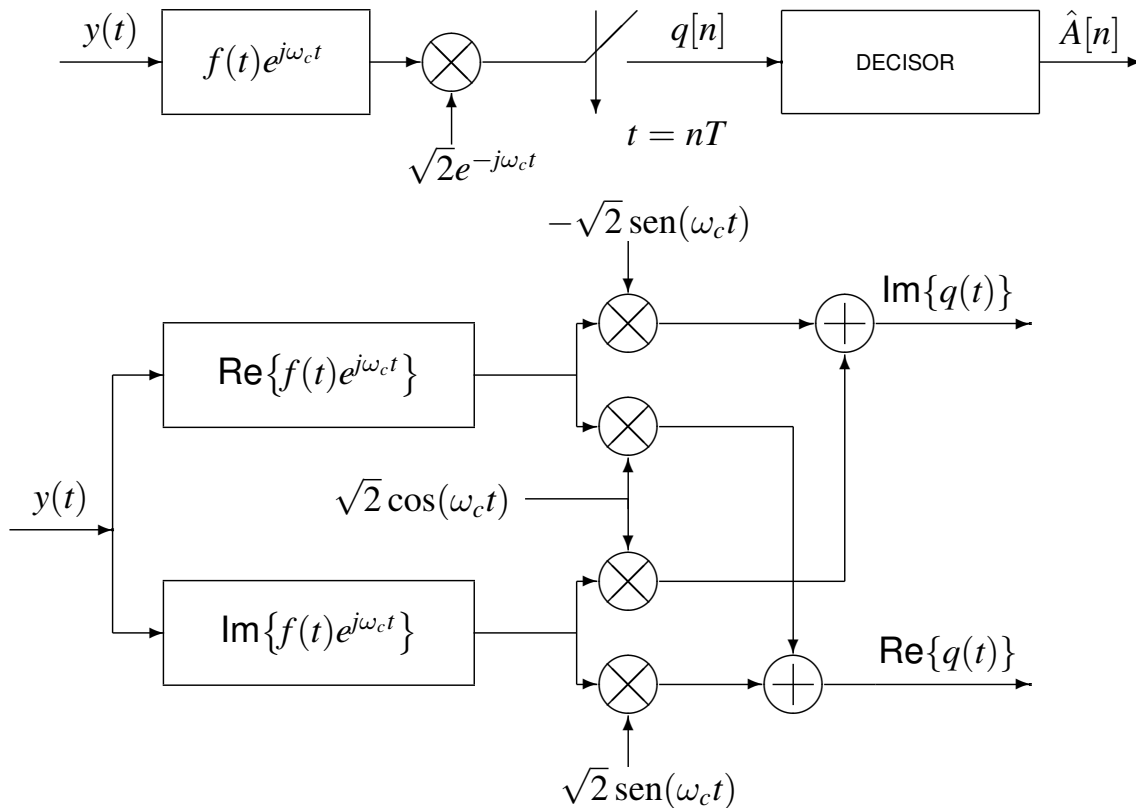 y(t)
f(t)e^{jω_c t}
q[n]
DECISOR
Â[n]
t = nT
√2e^{-jω_c t}
-√2 sen(ω_c t)
Im{q(t)}
Re{f(t)e^{jω_c t}}
y(t)
√2 cos(ω_c t)
Im{f(t)e^{jω_c t}}
Re{q(t)}
√2 sen(ω_c t)